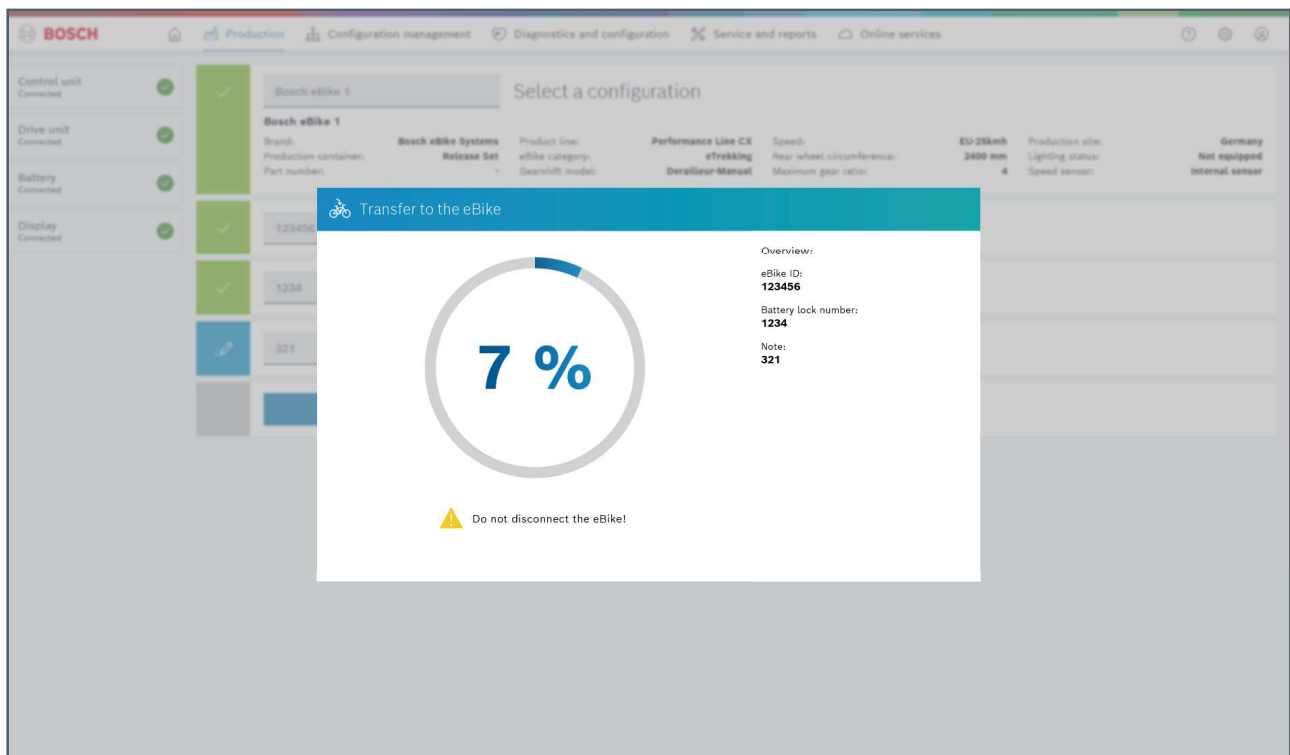 BOSCH
Production
Configuration management
Diagnostics and configuration
Service and reports
Online services
Control unit
Connected
Drive unit
Connected
Battery
Connected
Display
Connected
Bosch eBike 1
Select a configuration
Bosch eBike 1
Brand: Bosch eBike Systems
Production container: Release Set
Part number: -
Product line: Performance Line CX
eBike category: eTrekking
Gearshift model: Derailleur-Manual
Speed: EU-25kmh
Rear wheel circumference: 2400 mm
Maximum gear ratio: 4
Production site: Germany
Lighting status: Not equipped
Speed sensor: Internal sensor
123456
1234
321
Transfer to the eBike
7 %
Do not disconnect the eBike!
Overview:
eBike ID:
123456
Battery lock number:
1234
Note:
321